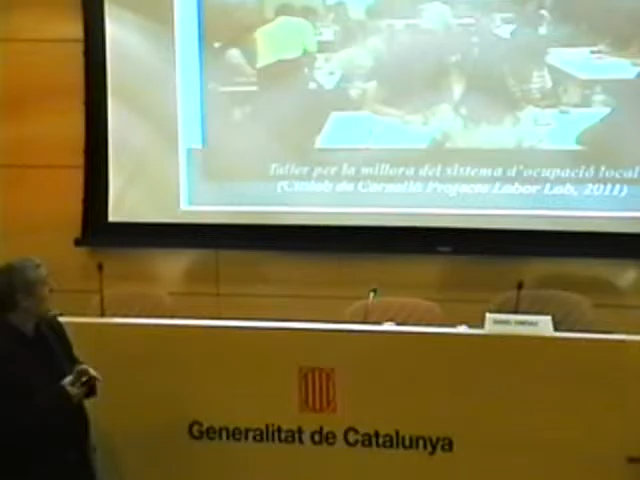 Taller per la millora del sistema d'ocupació local
(Citilab de Cornellà: Projecte Labor Lab, 2011)
Generalitat de Catalunya